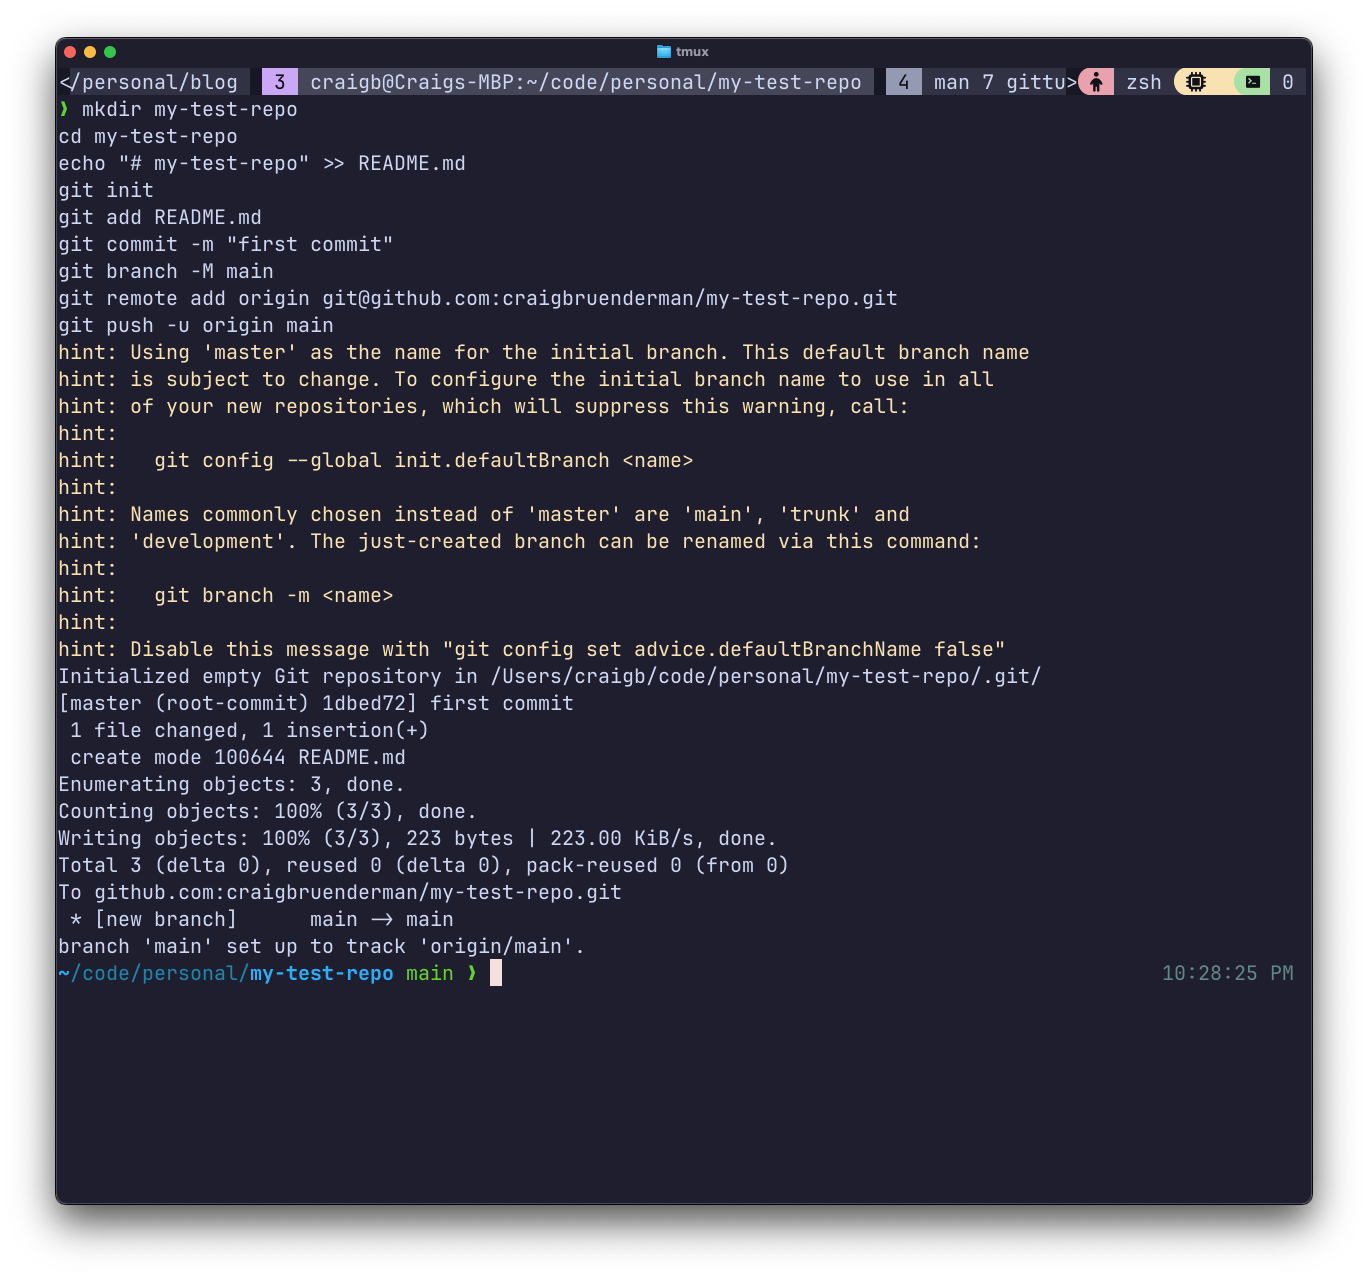 tmux
</personal/blog  3  craigb@Craigs-MBP:~/code/personal/my-test-repo  4  man 7 gittu>  zsh  0
❯ mkdir my-test-repo
cd my-test-repo
echo "# my-test-repo" >> README.md
git init
git add README.md
git commit -m "first commit"
git branch -M main
git remote add origin git@github.com:craigbruenderman/my-test-repo.git
git push -u origin main
hint: Using 'master' as the name for the initial branch. This default branch name
hint: is subject to change. To configure the initial branch name to use in all
hint: of your new repositories, which will suppress this warning, call:
hint:
hint:   git config --global init.defaultBranch <name>
hint:
hint: Names commonly chosen instead of 'master' are 'main', 'trunk' and
hint: 'development'. The just-created branch can be renamed via this command:
hint:
hint:   git branch -m <name>
hint:
hint: Disable this message with "git config set advice.defaultBranchName false"
Initialized empty Git repository in /Users/craigb/code/personal/my-test-repo/.git/
[master (root-commit) 1dbed72] first commit
 1 file changed, 1 insertion(+)
 create mode 100644 README.md
Enumerating objects: 3, done.
Counting objects: 100% (3/3), done.
Writing objects: 100% (3/3), 223 bytes | 223.00 KiB/s, done.
Total 3 (delta 0), reused 0 (delta 0), pack-reused 0 (from 0)
To github.com:craigbruenderman/my-test-repo.git
 * [new branch]      main -> main
branch 'main' set up to track 'origin/main'.
~/code/personal/my-test-repo main ❯ 10:28:25 PM